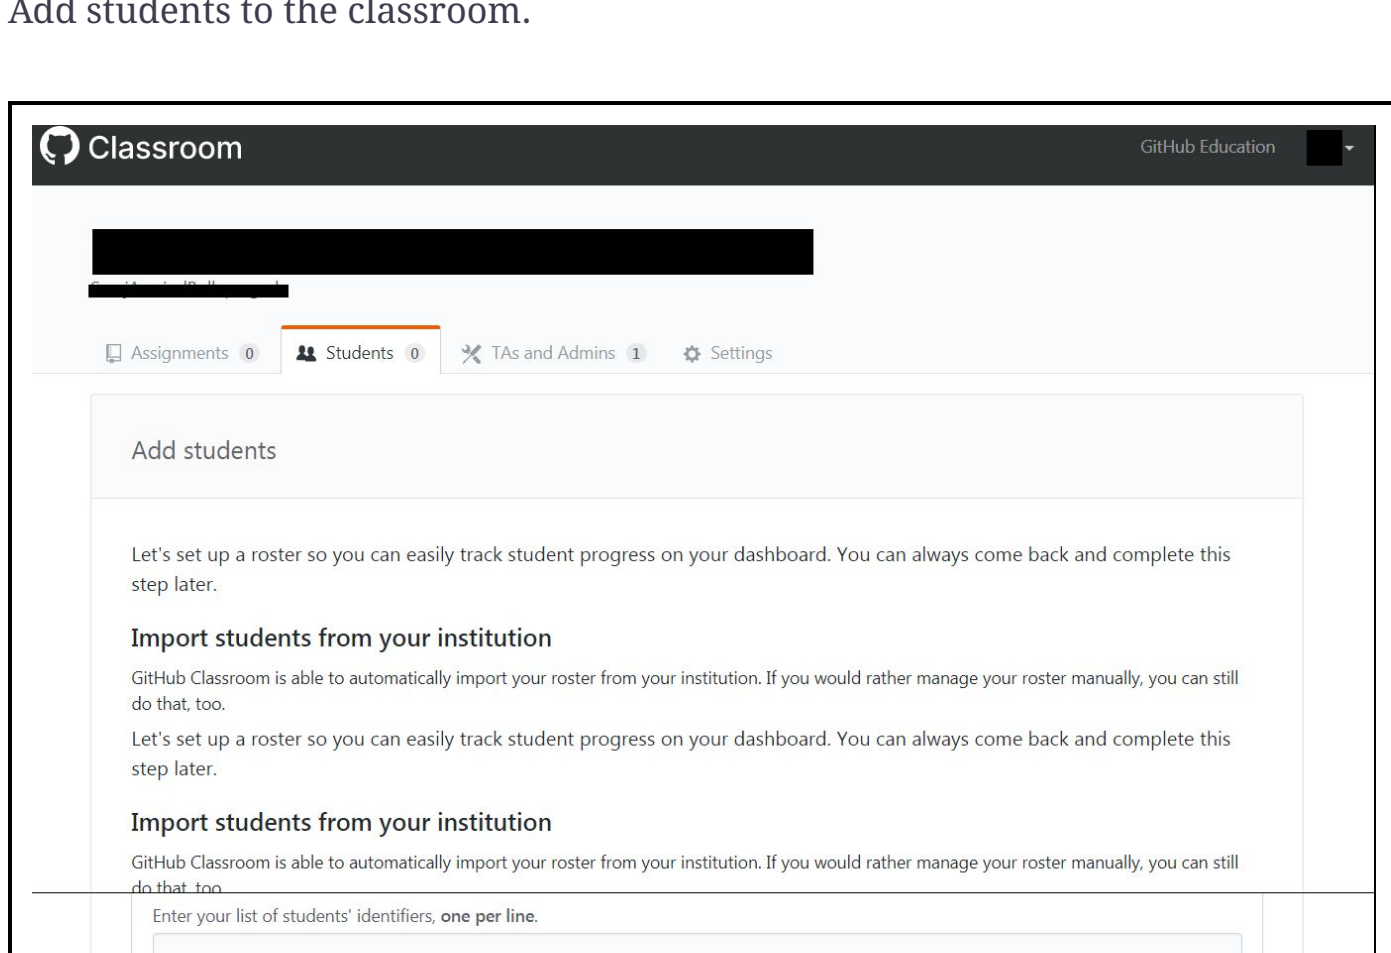 Add students to the classroom.
Classroom
GitHub Education
Assignments 0
Students 0
TAs and Admins 1
Settings
Add students
Let's set up a roster so you can easily track student progress on your dashboard. You can always come back and complete this
step later.
Import students from your institution
GitHub Classroom is able to automatically import your roster from your institution. If you would rather manage your roster manually, you can still
do that, too.
Let's set up a roster so you can easily track student progress on your dashboard. You can always come back and complete this
step later.
Import students from your institution
GitHub Classroom is able to automatically import your roster from your institution. If you would rather manage your roster manually, you can still
do that, too
Enter your list of students' identifiers, one per line.